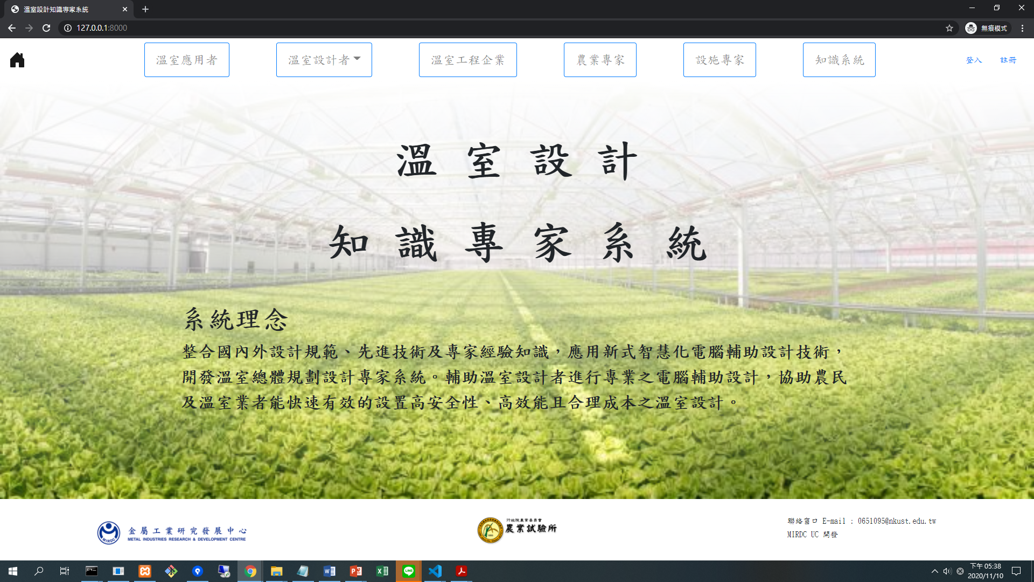 溫室設計知識專家系統
127.0.0.1:8000
無痕模式
溫室應用者
溫室設計者
溫室工程企業
農業專家
設施專家
知識系統
登入
註冊
溫室設計
知識專家系統
系統理念
整合國內外設計規範、先進技術及專家經驗知識，應用新式智慧化電腦輔助設計技術，
開發溫室總體規劃設計專家系統。輔助溫室設計者進行專業之電腦輔助設計，協助農民
及溫室業者能快速有效的設置高安全性、高效能且合理成本之溫室設計。
金屬工業研究發展中心
METAL INDUSTRIES RESEARCH & DEVELOPMENT CENTRE
行政院農業委員會
農業試驗所
聯絡窗口 E-mail : 0651095@nkust.edu.tw
MIRDC UC 開發
下午 05:38
2020/11/10